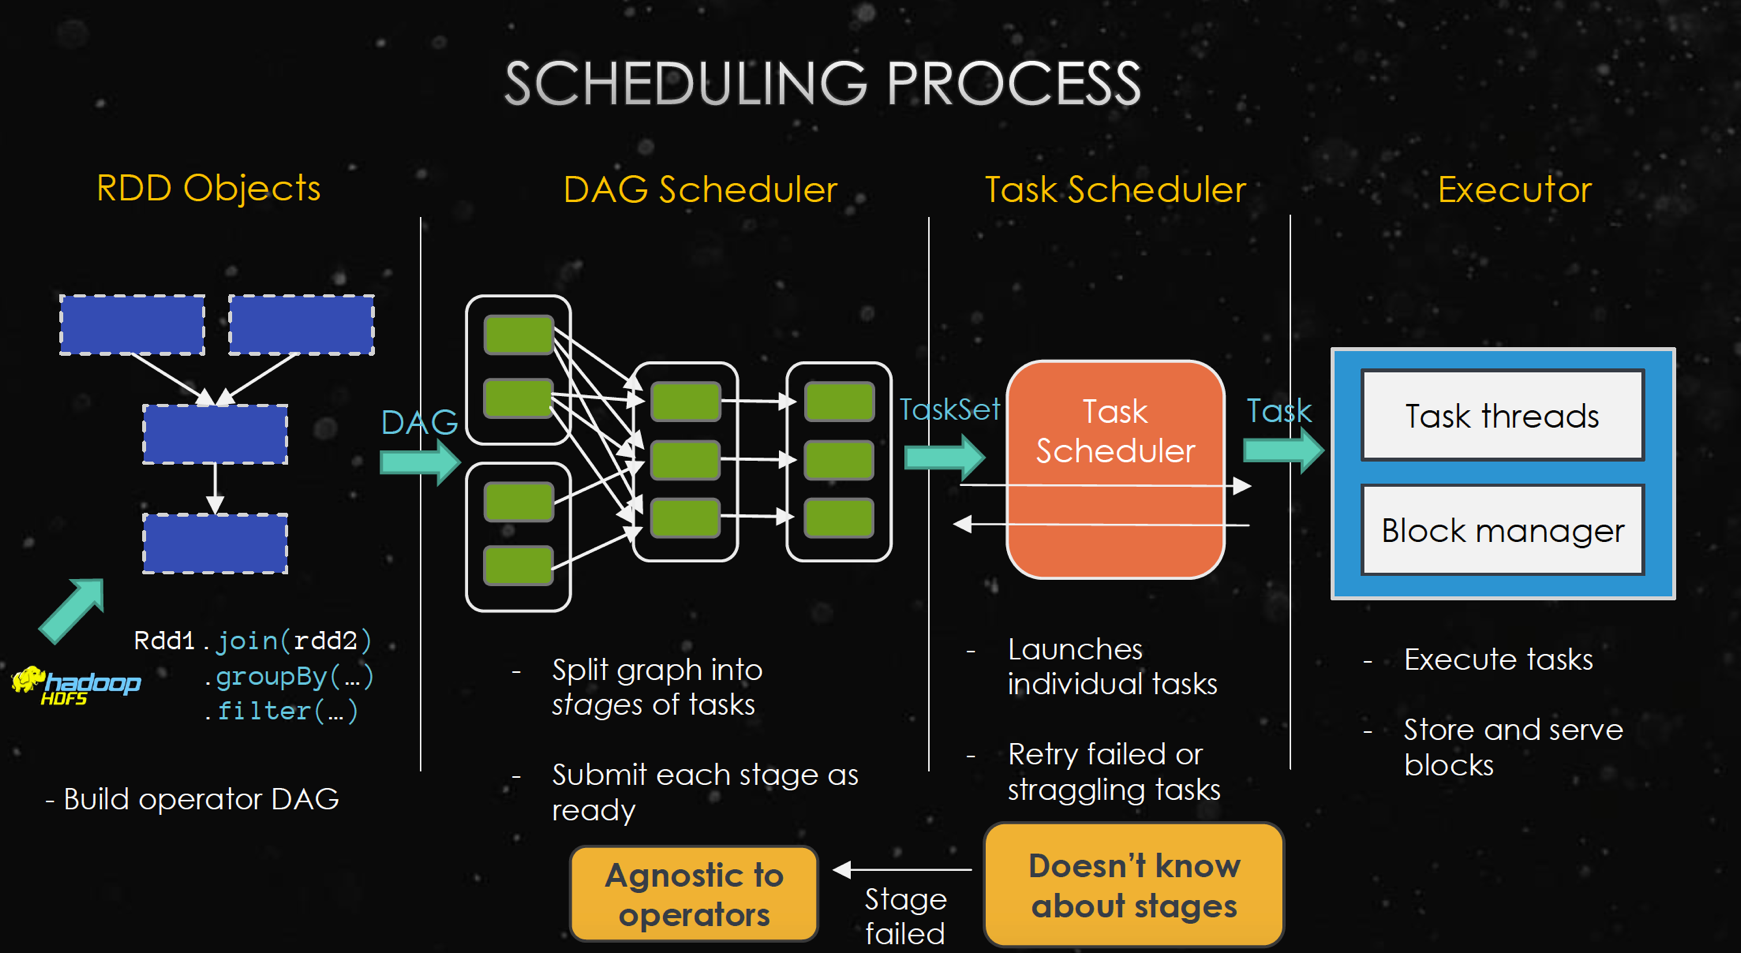 SCHEDULING PROCESS
RDD Objects
DAG Scheduler
Task Scheduler
Executor
DAG
TaskSet
Task
Scheduler
Task
Task threads
Block manager
hadoop
HDFS
Rdd1.join(rdd2)
.groupBy(…)
.filter(…)
- Build operator DAG
- Split graph into
stages of tasks
- Submit each stage as
ready
- Launches
individual tasks
- Retry failed or
straggling tasks
- Execute tasks
- Store and serve
blocks
Agnostic to
operators
Stage
failed
Doesn't know
about stages